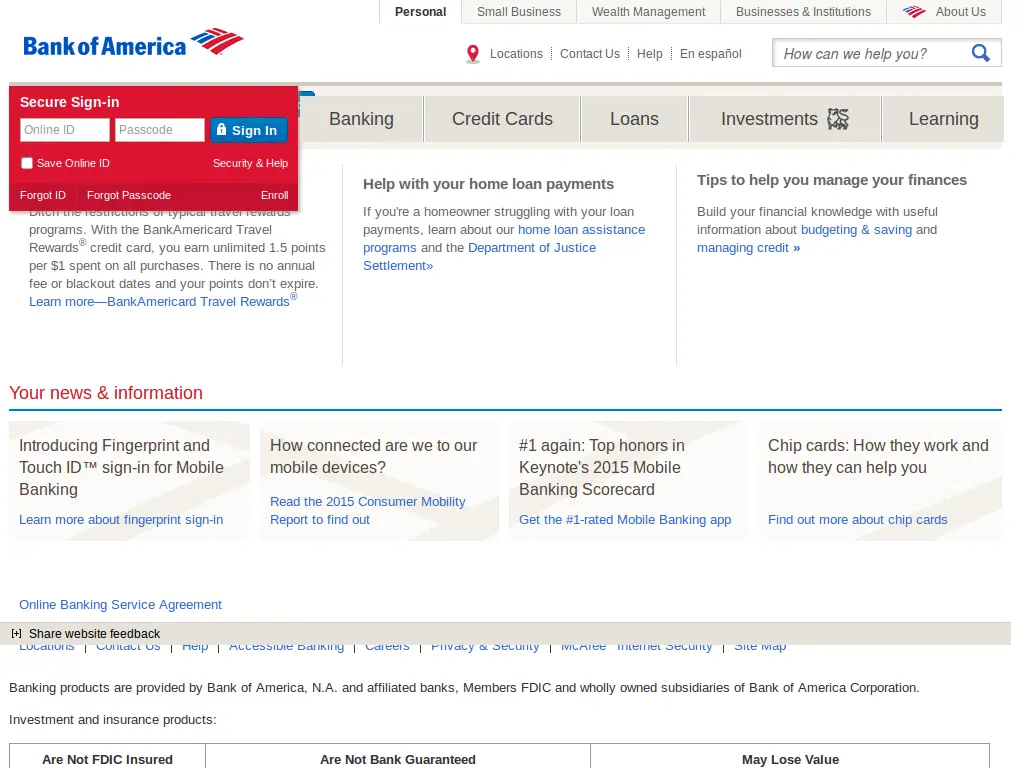 Personal
Small Business
Wealth Management
Businesses & Institutions
About Us
Bank of America
Locations
Contact Us
Help
En español
How can we help you?
Secure Sign-in
Online ID
Passcode
Sign In
Save Online ID
Security & Help
Forgot ID
Forgot Passcode
Enroll
Banking
Credit Cards
Loans
Investments
Learning
Ditch the restrictions of typical travel rewards
programs. With the BankAmericard Travel
Rewards® credit card, you earn unlimited 1.5 points
per $1 spent on all purchases. There is no annual
fee or blackout dates and your points don’t expire.
Learn more—BankAmericard Travel Rewards®
Help with your home loan payments
If you're a homeowner struggling with your loan
payments, learn about our home loan assistance
programs and the Department of Justice
Settlement»
Tips to help you manage your finances
Build your financial knowledge with useful
information about budgeting & saving and
managing credit »
Your news & information
Introducing Fingerprint and
Touch ID™ sign-in for Mobile
Banking
Learn more about fingerprint sign-in
How connected are we to our
mobile devices?
Read the 2015 Consumer Mobility
Report to find out
#1 again: Top honors in
Keynote's 2015 Mobile
Banking Scorecard
Get the #1-rated Mobile Banking app
Chip cards: How they work and
how they can help you
Find out more about chip cards
Online Banking Service Agreement
[+] Share website feedback
Locations | Contact Us | Help | Accessible Banking | Careers | Privacy & Security | McAfee Internet Security | Site Map
Banking products are provided by Bank of America, N.A. and affiliated banks, Members FDIC and wholly owned subsidiaries of Bank of America Corporation.
Investment and insurance products:
Are Not FDIC Insured
Are Not Bank Guaranteed
May Lose Value